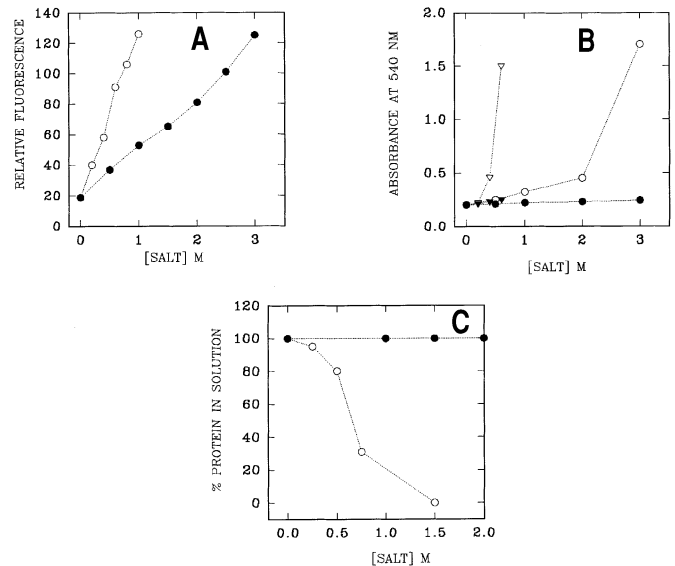 A
RELATIVE FLUORESCENCE
140
120
100
80
60
40
20
0
0 1 2 3
[SALT] M
B
ABSORBANCE AT 540 NM
2.0
1.5
1.0
0.5
0.0
0 1 2 3
[SALT] M
C
% PROTEIN IN SOLUTION
120
100
80
60
40
20
0
0.0 0.5 1.0 1.5 2.0
[SALT] M